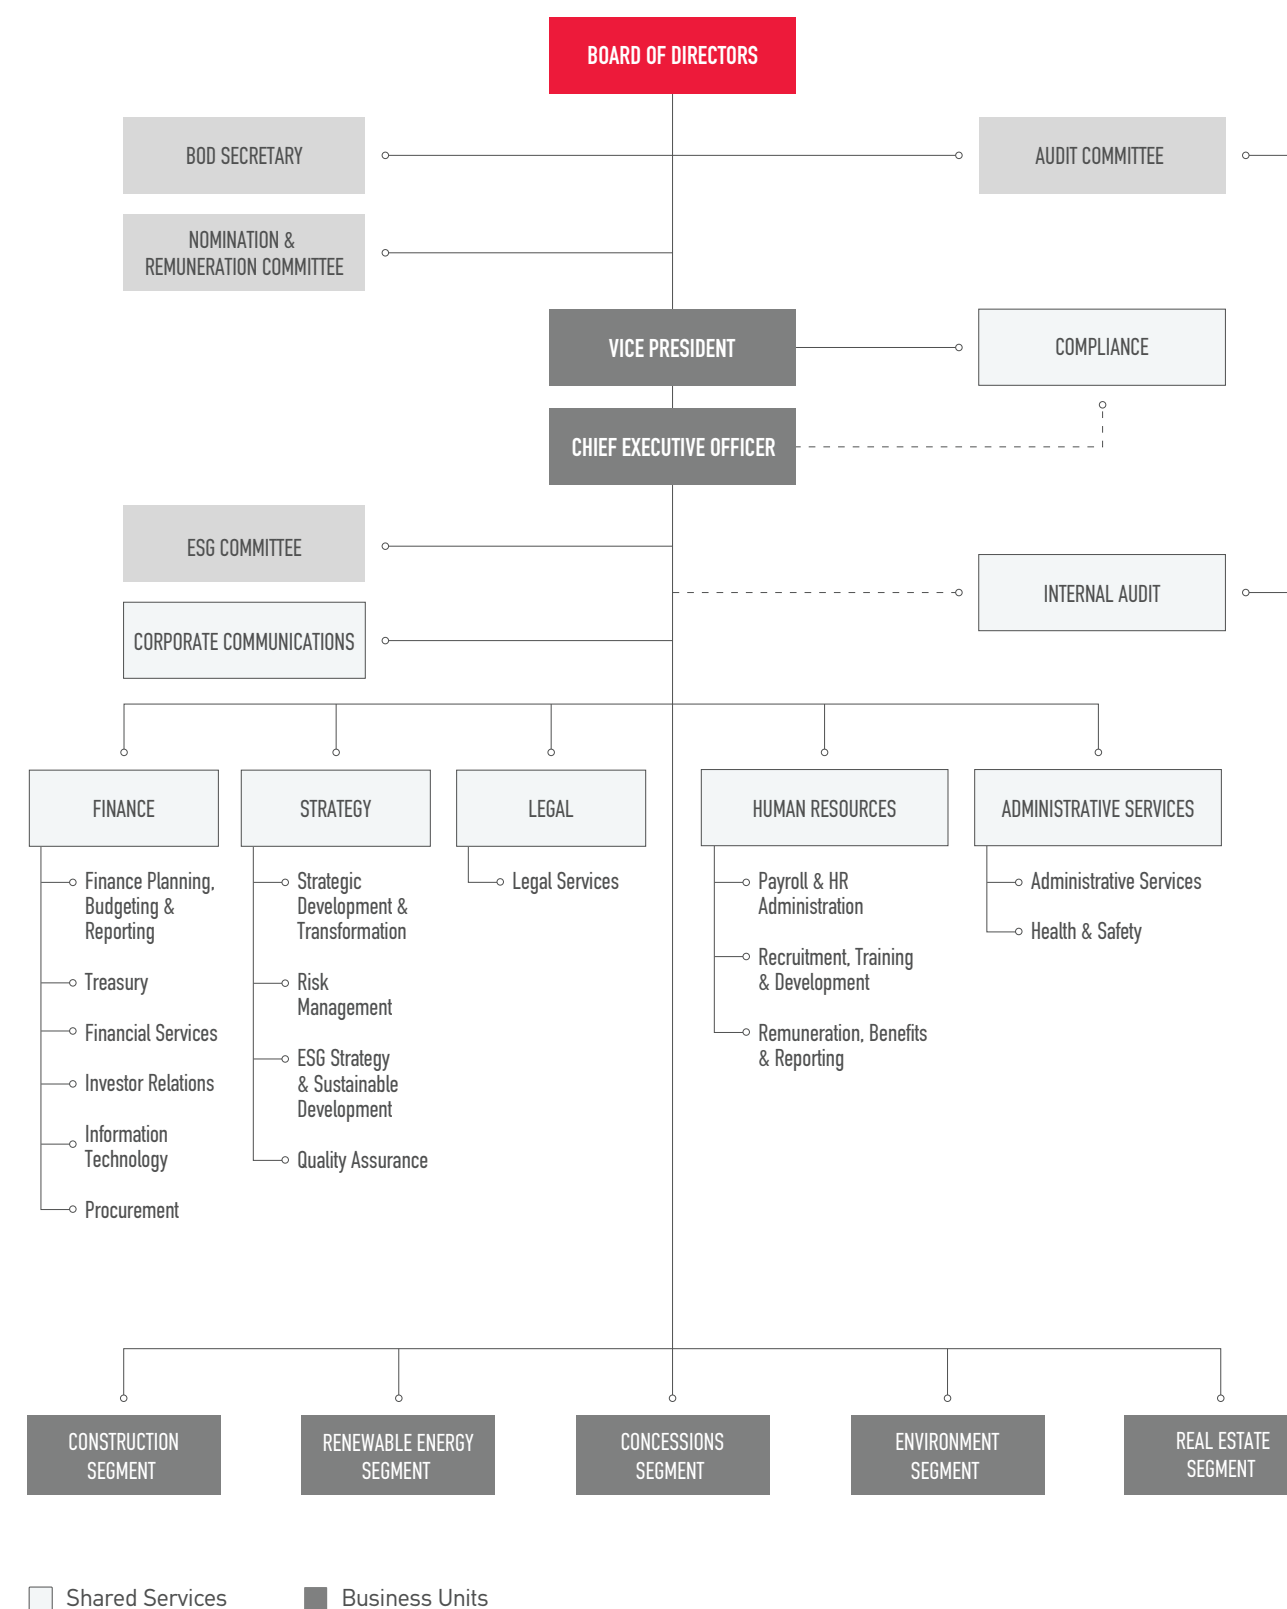 BOARD OF DIRECTORS
BOD SECRETARY
AUDIT COMMITTEE
NOMINATION &
REMUNERATION COMMITTEE
VICE PRESIDENT
COMPLIANCE
CHIEF EXECUTIVE OFFICER
ESG COMMITTEE
INTERNAL AUDIT
CORPORATE COMMUNICATIONS
FINANCE
Finance Planning,
Budgeting &
Reporting
Treasury
Financial Services
Investor Relations
Information
Technology
Procurement
STRATEGY
Strategic
Development &
Transformation
Risk
Management
ESG Strategy
& Sustainable
Development
Quality Assurance
LEGAL
Legal Services
HUMAN RESOURCES
Payroll & HR
Administration
Recruitment, Training
& Development
Remuneration, Benefits
& Reporting
ADMINISTRATIVE SERVICES
Administrative Services
Health & Safety
CONSTRUCTION
SEGMENT
RENEWABLE ENERGY
SEGMENT
CONCESSIONS
SEGMENT
ENVIRONMENT
SEGMENT
REAL ESTATE
SEGMENT
Shared Services
Business Units